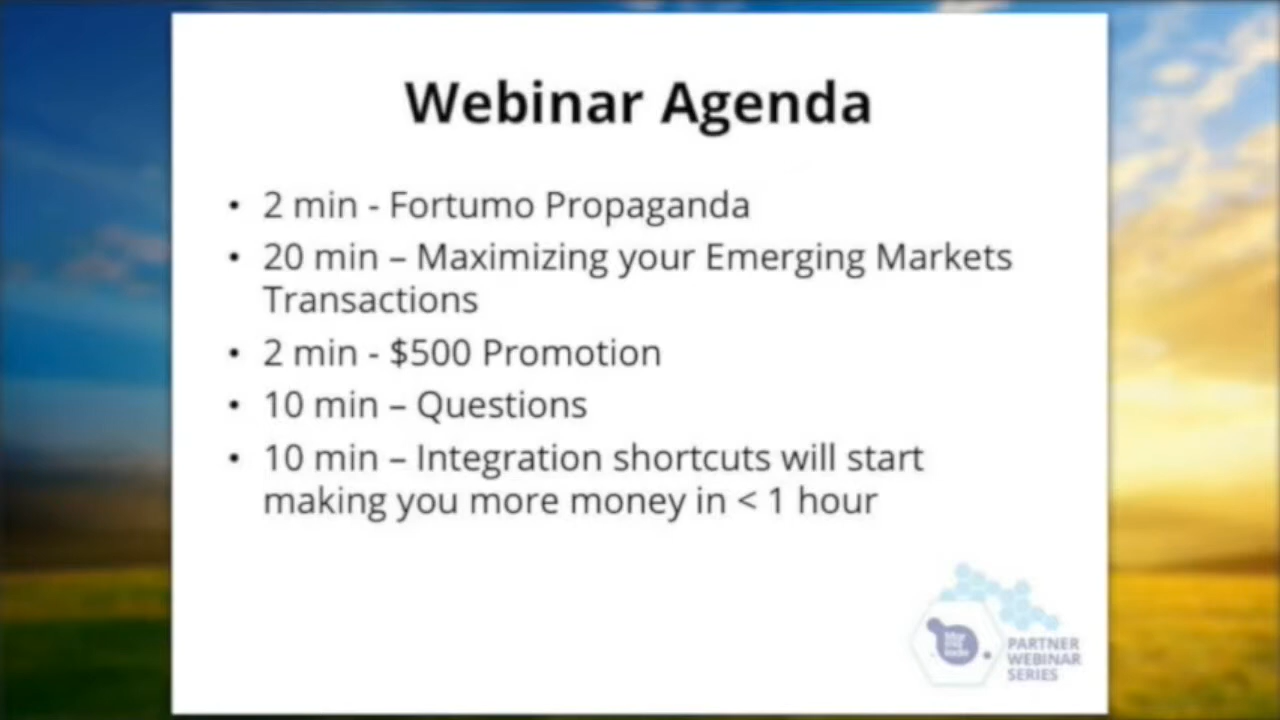 Webinar Agenda
• 2 min - Fortumo Propaganda
• 20 min – Maximizing your Emerging Markets
Transactions
• 2 min - $500 Promotion
• 10 min – Questions
• 10 min – Integration shortcuts will start
making you more money in < 1 hour
PARTNER
WEBINAR
SERIES